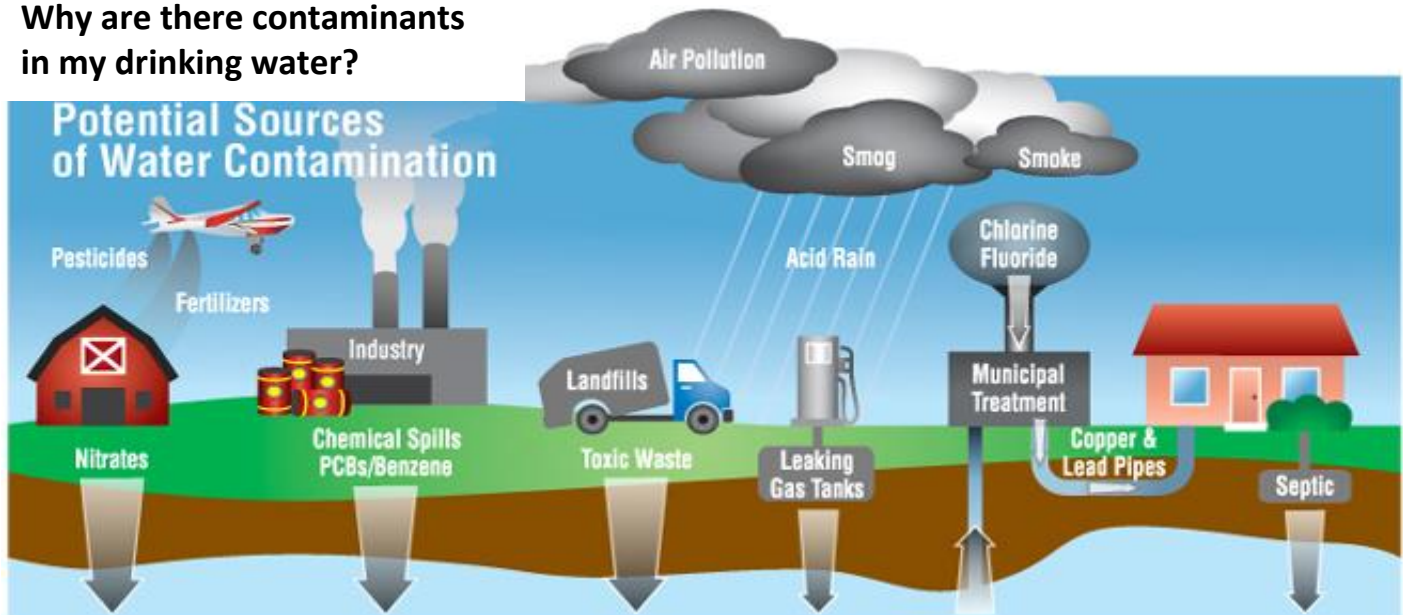 Why are there contaminants
in my drinking water?
Potential Sources
of Water Contamination
Air Pollution
Smog
Smoke
Pesticides
Fertilizers
Acid Rain
Chlorine
Fluoride
Industry
Landfills
Municipal
Treatment
Nitrates
Chemical Spills
PCBs/Benzene
Toxic Waste
Leaking
Gas Tanks
Copper &
Lead Pipes
Septic